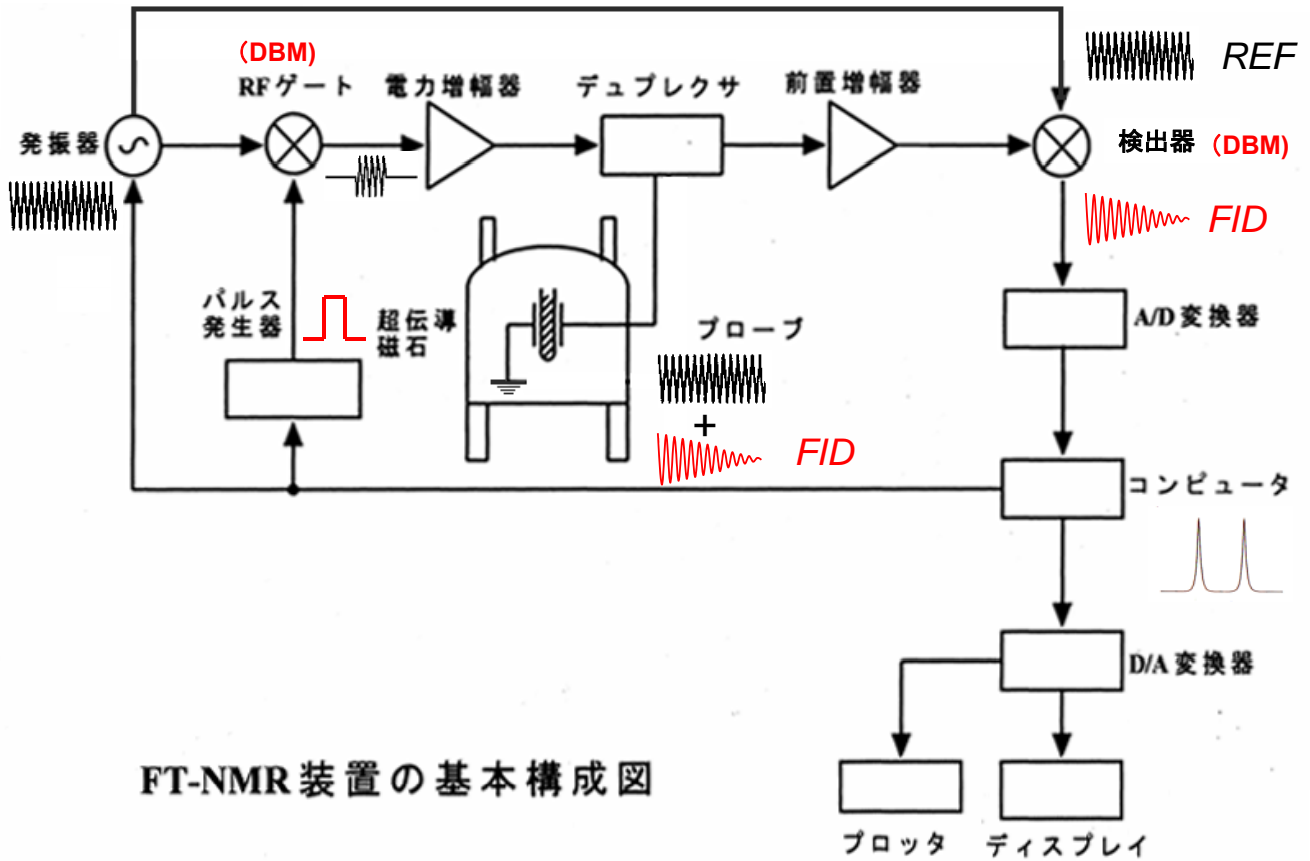 (DBM)
RFゲート
電力増幅器
デュプレクサ
前置増幅器
REF
発振器
検出器
(DBM)
FID
パルス
発生器
超伝導
磁石
プローブ
+
FID
A/D変換器
コンピュータ
D/A変換器
FT-NMR装置の基本構成図
プロッタ
ディスプレイ